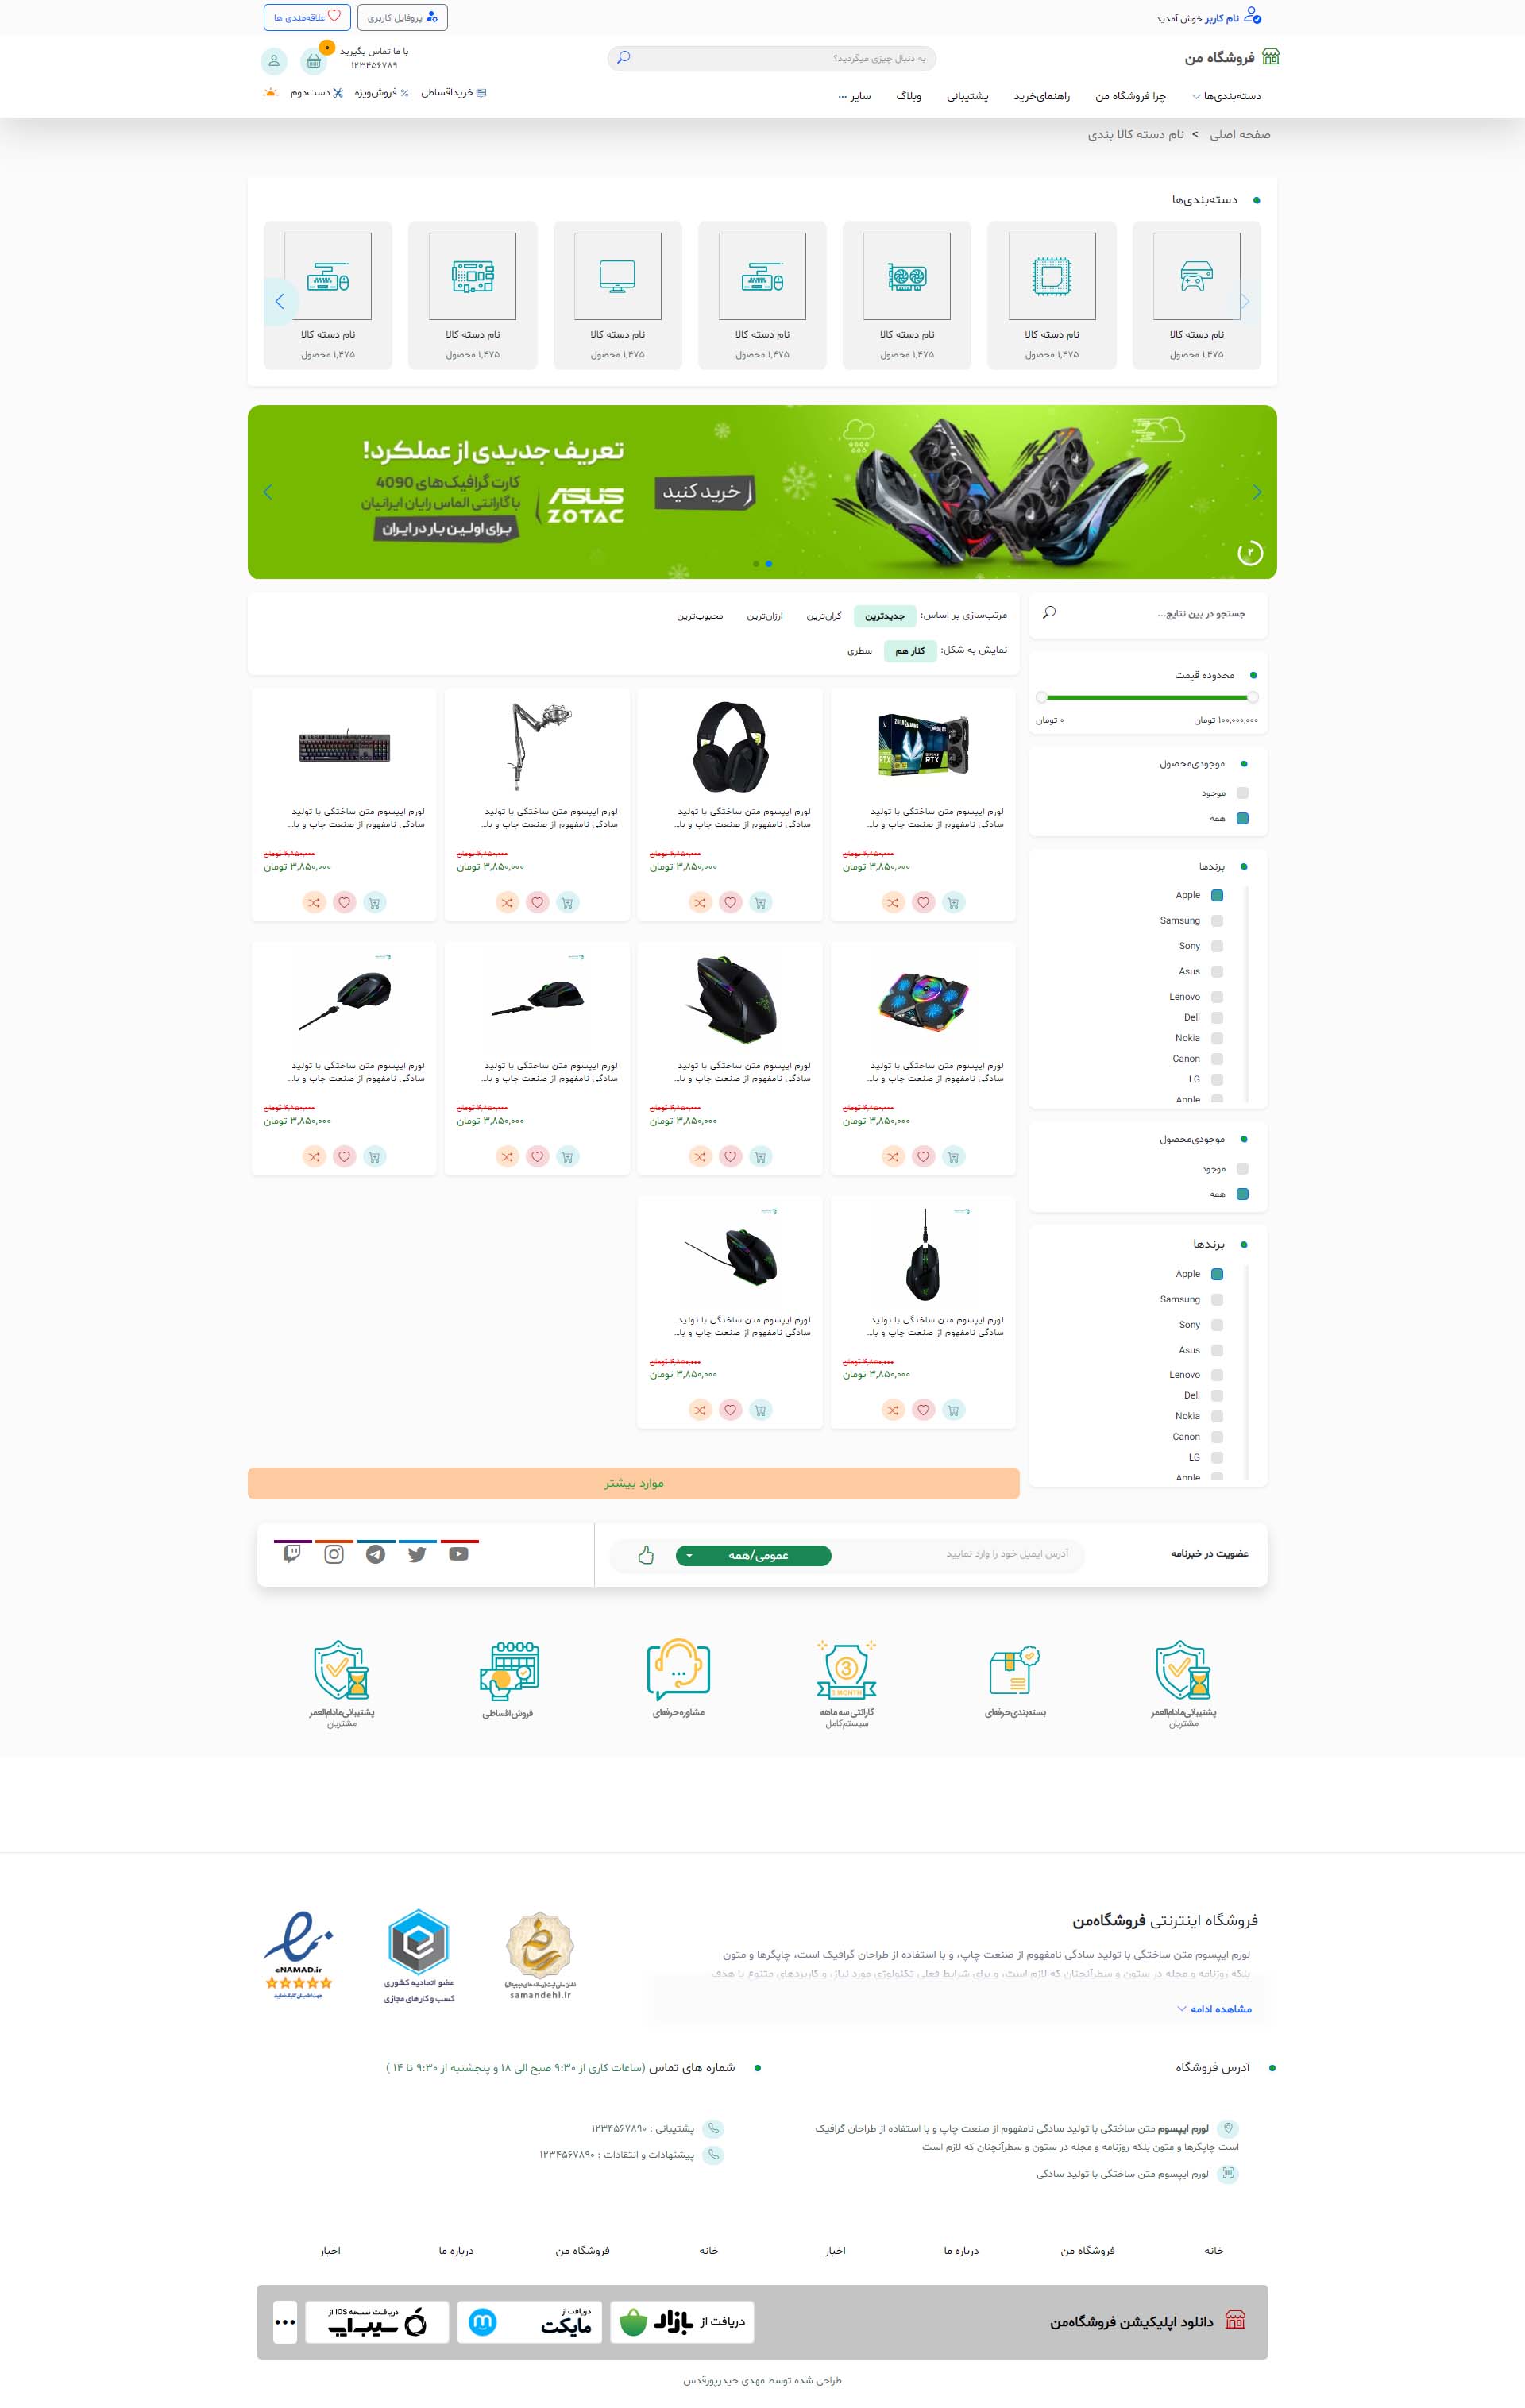 نام کاربر خوش آمدید
پروفایل کاربری
علاقه‌مندی ها
فروشگاه من
به دنبال چیزی میگردید؟
با ما تماس بگیرید
۱۲۳۴۵۶۷۸۹
۰
دسته‌بندی‌ها
چرا فروشگاه من
راهنمای‌خرید
پشتیبانی
وبلاگ
سایر ...
خریداقساطی
فروش‌ویژه
دست‌دوم
صفحه اصلی > نام دسته کالا بندی
دسته‌بندی‌ها
نام دسته کالا
۱,۴۷۵ محصول
نام دسته کالا
۱,۴۷۵ محصول
نام دسته کالا
۱,۴۷۵ محصول
نام دسته کالا
۱,۴۷۵ محصول
نام دسته کالا
۱,۴۷۵ محصول
نام دسته کالا
۱,۴۷۵ محصول
نام دسته کالا
۱,۴۷۵ محصول
تعریف جدیدی از عملکرد!
کارت گرافیک‌های 4090
با گارانتی الماس رایان ایرانیان
برای اولین بار در ایران
ASUS
ZOTAC
خرید کنید
۲
جستجو در بین نتایج...
محدوده قیمت
۱۰۰,۰۰۰,۰۰۰ تومان
۰ تومان
موجودی‌محصول
موجود
همه
برندها
Apple
Samsung
Sony
Asus
Lenovo
Dell
Nokia
Canon
LG
Apple
موجودی‌محصول
موجود
همه
برندها
Apple
Samsung
Sony
Asus
Lenovo
Dell
Nokia
Canon
LG
Apple
مرتب‌سازی بر اساس: جدیدترین گران‌ترین ارزان‌ترین محبوب‌ترین
نمایش به شکل: کنار هم سطری
لورم ایپسوم متن ساختگی با تولید
سادگی نامفهوم از صنعت چاپ و با...
۴,۸۵۰,۰۰۰ تومان
۳,۸۵۰,۰۰۰ تومان
لورم ایپسوم متن ساختگی با تولید
سادگی نامفهوم از صنعت چاپ و با...
۴,۸۵۰,۰۰۰ تومان
۳,۸۵۰,۰۰۰ تومان
لورم ایپسوم متن ساختگی با تولید
سادگی نامفهوم از صنعت چاپ و با...
۴,۸۵۰,۰۰۰ تومان
۳,۸۵۰,۰۰۰ تومان
لورم ایپسوم متن ساختگی با تولید
سادگی نامفهوم از صنعت چاپ و با...
۴,۸۵۰,۰۰۰ تومان
۳,۸۵۰,۰۰۰ تومان
لورم ایپسوم متن ساختگی با تولید
سادگی نامفهوم از صنعت چاپ و با...
۴,۸۵۰,۰۰۰ تومان
۳,۸۵۰,۰۰۰ تومان
لورم ایپسوم متن ساختگی با تولید
سادگی نامفهوم از صنعت چاپ و با...
۴,۸۵۰,۰۰۰ تومان
۳,۸۵۰,۰۰۰ تومان
لورم ایپسوم متن ساختگی با تولید
سادگی نامفهوم از صنعت چاپ و با...
۴,۸۵۰,۰۰۰ تومان
۳,۸۵۰,۰۰۰ تومان
لورم ایپسوم متن ساختگی با تولید
سادگی نامفهوم از صنعت چاپ و با...
۴,۸۵۰,۰۰۰ تومان
۳,۸۵۰,۰۰۰ تومان
لورم ایپسوم متن ساختگی با تولید
سادگی نامفهوم از صنعت چاپ و با...
۴,۸۵۰,۰۰۰ تومان
۳,۸۵۰,۰۰۰ تومان
لورم ایپسوم متن ساختگی با تولید
سادگی نامفهوم از صنعت چاپ و با...
۴,۸۵۰,۰۰۰ تومان
۳,۸۵۰,۰۰۰ تومان
موارد بیشتر
عضویت در خبرنامه
آدرس ایمیل خود را وارد نمایید
عمومی/همه
پشتیبانی‌مادام‌العمر
مشتریان
بسته‌بندی‌حرفه‌ای
3
3 MONTH
گارانتی سه ماهه
سیستم‌کامل
مشاوره‌حرفه‌ای
فروش‌اقساطی
پشتیبانی‌مادام‌العمر
مشتریان
فروشگاه اینترنتی فروشگاه‌من
لورم ایپسوم متن ساختگی با تولید سادگی نامفهوم از صنعت چاپ، و با استفاده از طراحان گرافیک است، چاپگرها و متون
بلکه روزنامه و مجله در ستون و سطرآنچنان که لازم است، و برای شرایط فعلی تکنولوژی مورد نیاز، و کاربردهای متنوع با هدف
مشاهده ادامه
samandehi.ir
عضو اتحادیه کشوری
کسب و کارهای مجازی
eNAMAD.ir
آدرس فروشگاه
لورم ایپسوم متن ساختگی با تولید سادگی نامفهوم از صنعت چاپ و با استفاده از طراحان گرافیک
است چاپگرها و متون بلکه روزنامه و مجله در ستون و سطرآنچنان که لازم است
لورم ایپسوم متن ساختگی با تولید سادگی
شماره های تماس (ساعات کاری از ۹:۳۰ صبح الی ۱۸ و پنجشنبه از ۹:۳۰ تا ۱۴ )
پشتیبانی : ۱۲۳۴۵۶۷۸۹۰
پیشنهادات و انتقادات : ۱۲۳۴۵۶۷۸۹۰
خانه
فروشگاه من
درباره ما
اخبار
خانه
فروشگاه من
درباره ما
اخبار
دانلود اپلیکیشن فروشگاه‌من
دریافت از بازار
دریافت از
مایکت
دریافت نسخه iOS از
سیب‌اپ
...
طراحی شده توسط مهدی حیدرپورقدس